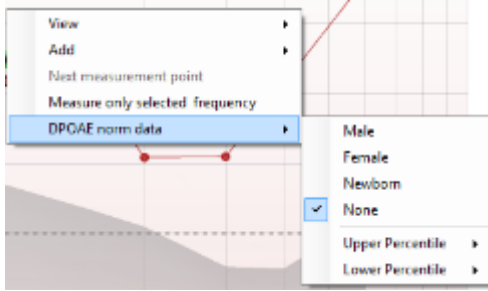 View
Add
Next measurement point
Measure only selected frequency
DPOAE norm data
Male
Female
Newborn
None
Upper Percentile
Lower Percentile